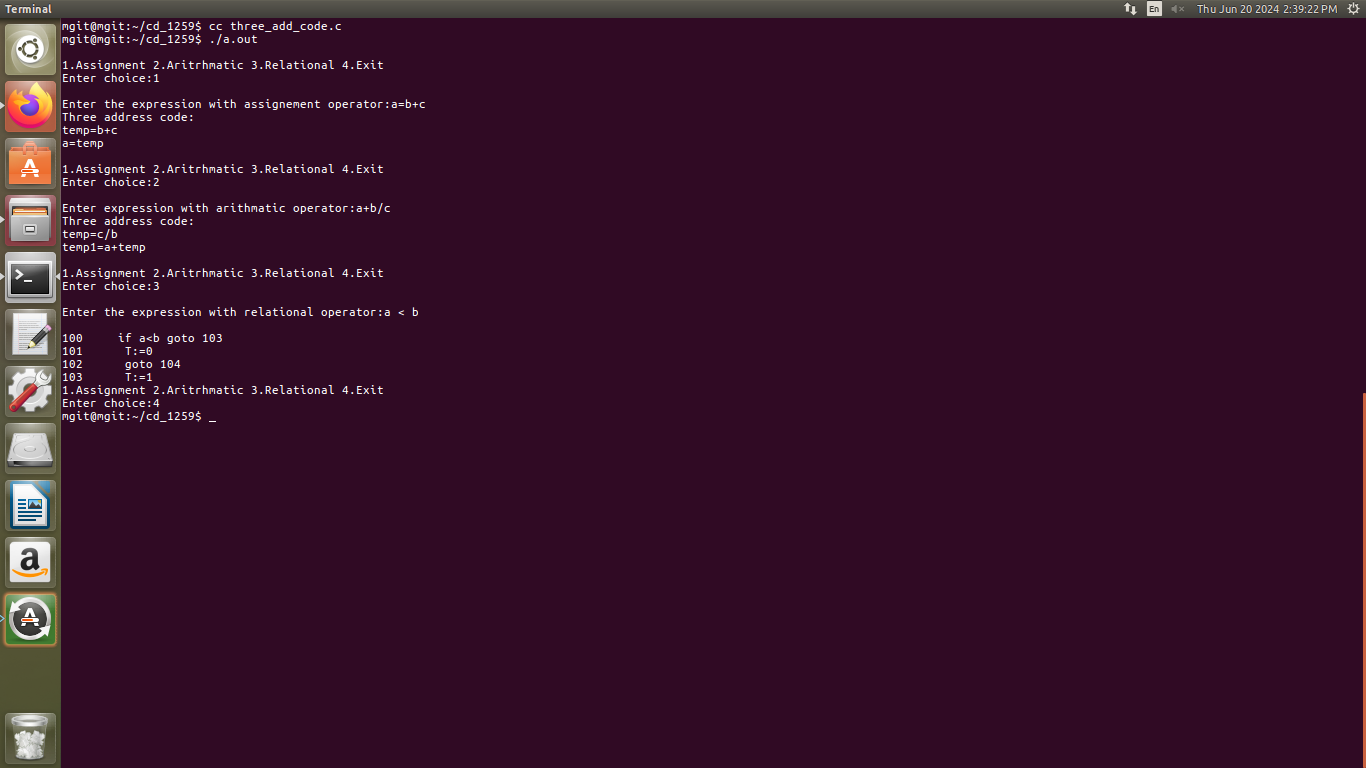 Terminal
En
Thu Jun 20 2024 2:39:22 PM
mgit@mgit:~/cd_1259$ cc three_add_code.c
mgit@mgit:~/cd_1259$ ./a.out
1.Assignment 2.Aritrhmatic 3.Relational 4.Exit
Enter choice:1
Enter the expression with assignement operator:a=b+c
Three address code:
temp=b+c
a=temp
1.Assignment 2.Aritrhmatic 3.Relational 4.Exit
Enter choice:2
Enter expression with arithmatic operator:a+b/c
Three address code:
temp=c/b
temp1=a+temp
1.Assignment 2.Aritrhmatic 3.Relational 4.Exit
Enter choice:3
Enter the expression with relational operator:a < b
100     if a<b goto 103
101      T:=0
102      goto 104
103      T:=1
1.Assignment 2.Aritrhmatic 3.Relational 4.Exit
Enter choice:4
mgit@mgit:~/cd_1259$ _